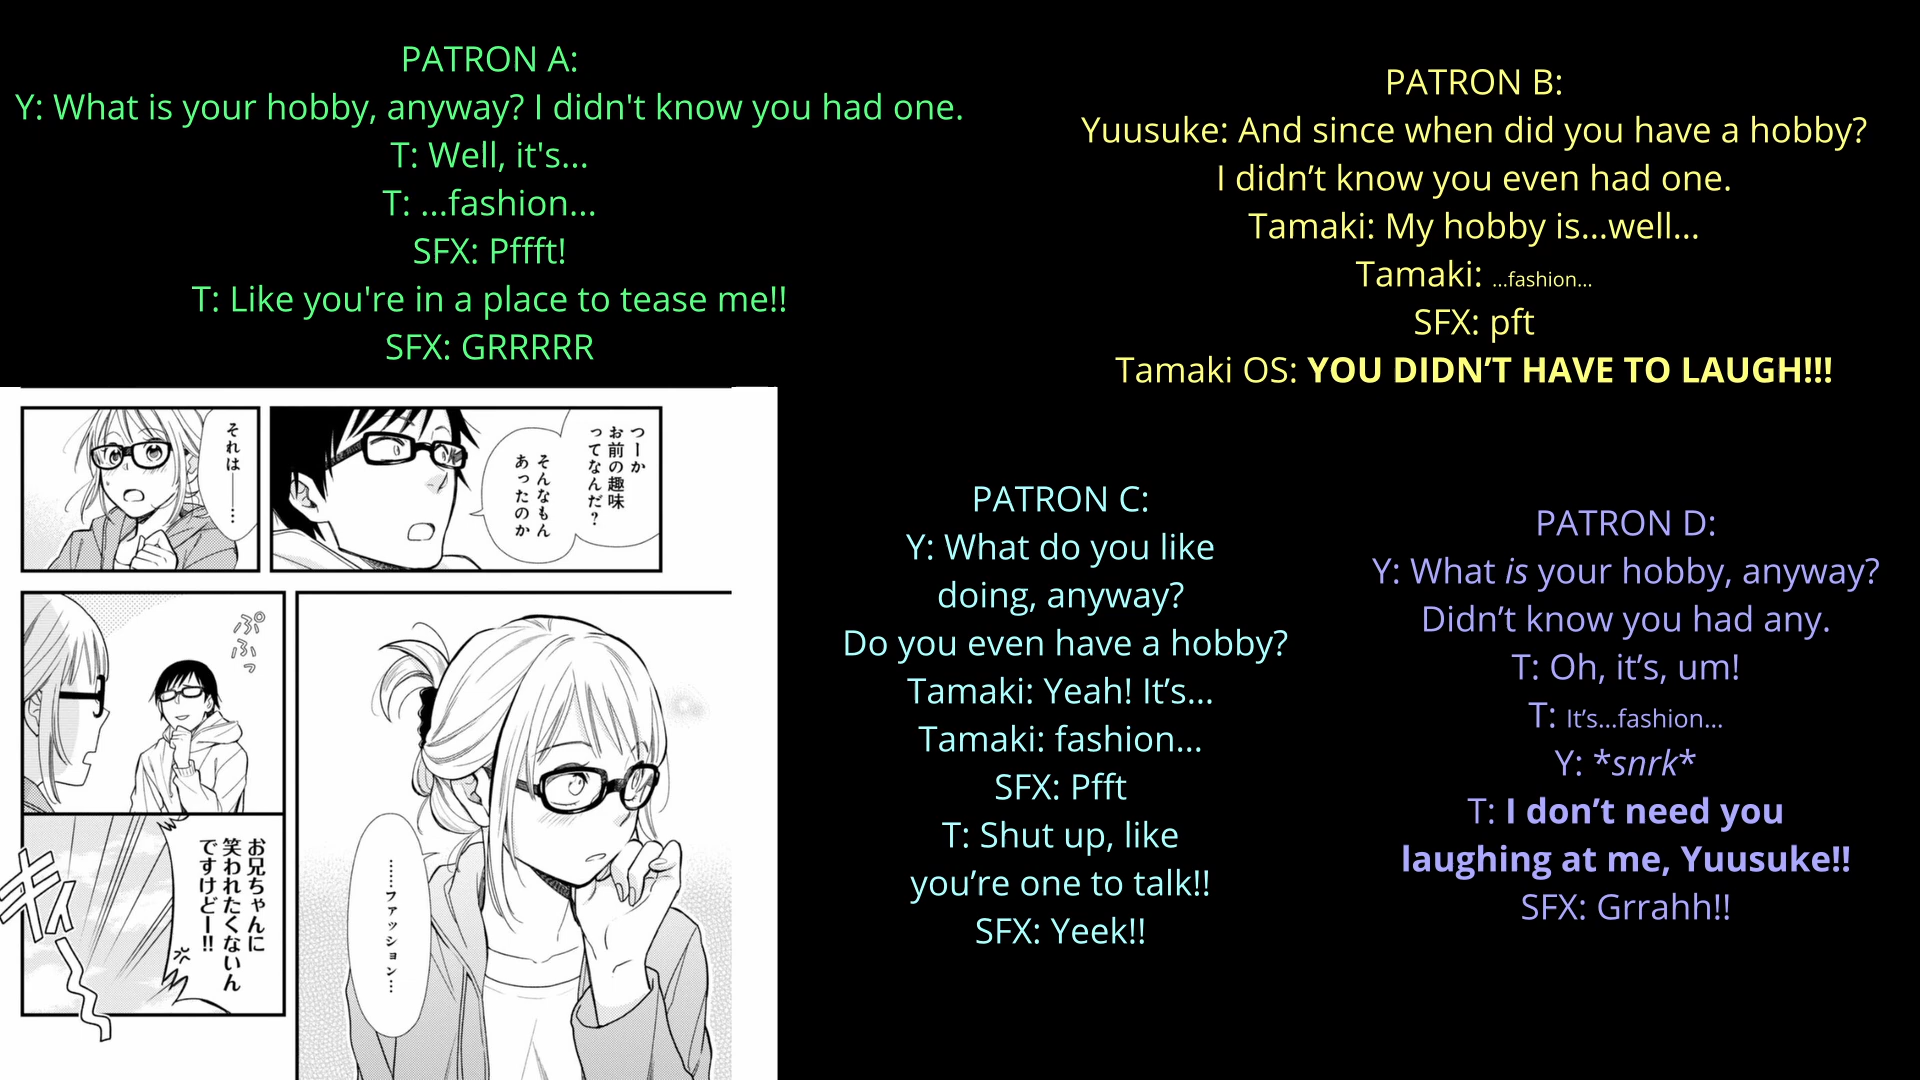 PATRON A:
Y: What is your hobby, anyway? I didn't know you had one.
T: Well, it's...
T: ...fashion...
SFX: Pffft!
T: Like you're in a place to tease me!!
SFX: GRRRRR
PATRON B:
Yuusuke: And since when did you have a hobby?
I didn’t know you even had one.
Tamaki: My hobby is...well...
Tamaki: ...fashion...
SFX: pft
Tamaki OS: YOU DIDN’T HAVE TO LAUGH!!!
つーか
お前の趣味
ってなんだ?
そんなもん
あったのか
それは———……
……ファッション…
ぷふっ
お兄ちゃんに
笑われたくないん
ですけどー!!
キィ〜
PATRON C:
Y: What do you like
doing, anyway?
Do you even have a hobby?
Tamaki: Yeah! It’s...
Tamaki: fashion...
SFX: Pfft
T: Shut up, like
you’re one to talk!!
SFX: Yeek!!
PATRON D:
Y: What is your hobby, anyway?
Didn’t know you had any.
T: Oh, it’s, um!
T: It’s...fashion...
Y: *snrk*
T: I don’t need you
laughing at me, Yuusuke!!
SFX: Grrahh!!